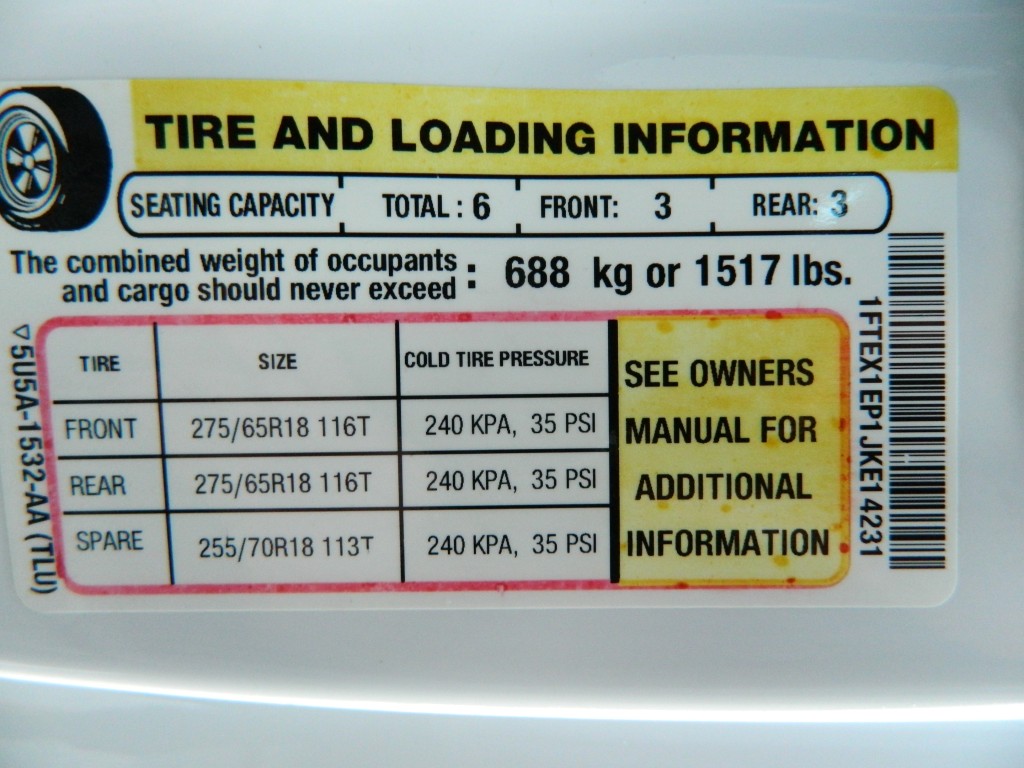 TIRE AND LOADING INFORMATION
SEATING CAPACITY TOTAL : 6 FRONT: 3 REAR: 3
The combined weight of occupants
and cargo should never exceed : 688 kg or 1517 lbs.
TIRE SIZE COLD TIRE PRESSURE
FRONT 275/65R18 116T 240 KPA, 35 PSI
REAR 275/65R18 116T 240 KPA, 35 PSI
SPARE 255/70R18 113T 240 KPA, 35 PSI
SEE OWNERS
MANUAL FOR
ADDITIONAL
INFORMATION
▽5U5A-1532-AA (TLU)
1FTEX1EP1JKE14231